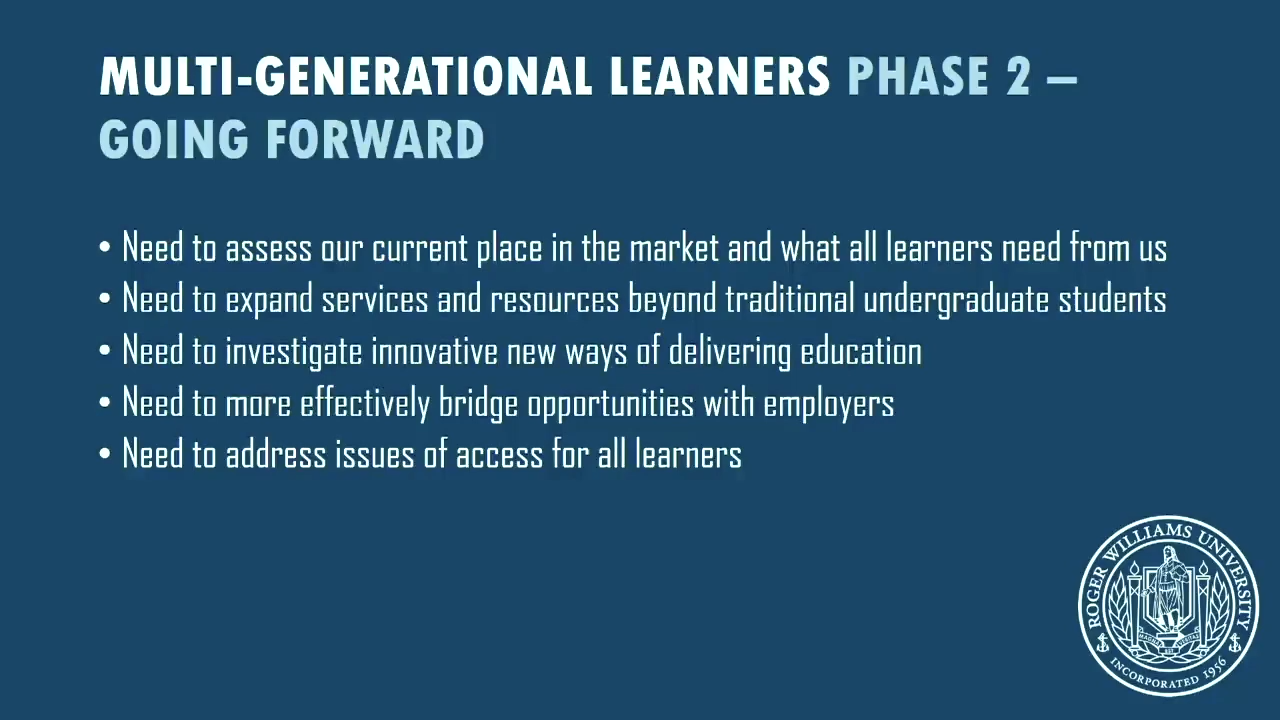 MULTI-GENERATIONAL LEARNERS PHASE 2 –
GOING FORWARD
• Need to assess our current place in the market and what all learners need from us
• Need to expand services and resources beyond traditional undergraduate students
• Need to investigate innovative new ways of delivering education
• Need to more effectively bridge opportunities with employers
• Need to address issues of access for all learners
ROGER WILLIAMS UNIVERSITY
INCORPORATED 1956